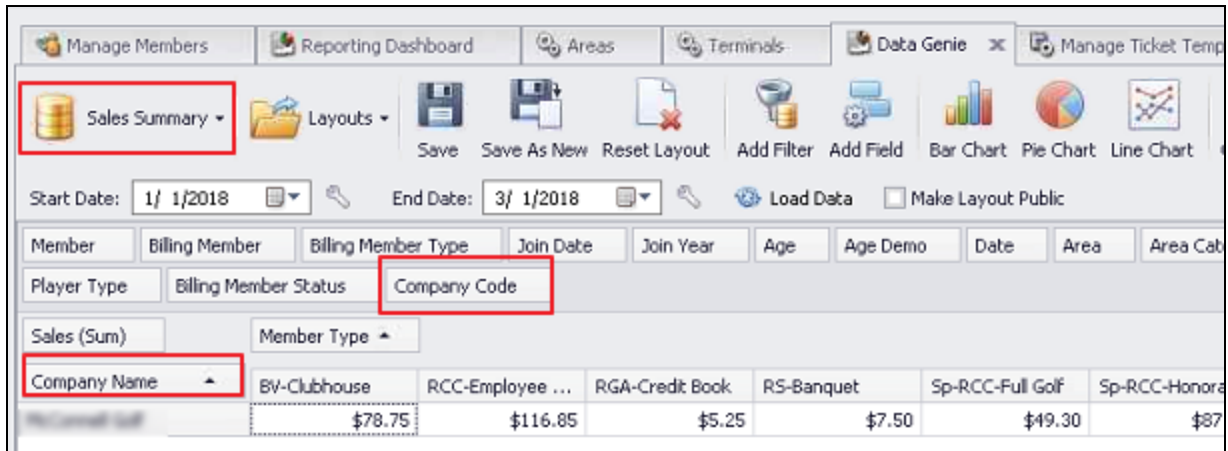 Manage Members Reporting Dashboard Areas Terminals Data Genie Manage Ticket Temp
Sales Summary Layouts
Save Save As New Reset Layout Add Filter Add Field Bar Chart Pie Chart Line Chart
Start Date: 1/ 1/2018 End Date: 3/ 1/2018 Load Data Make Layout Public
Member Billing Member Billing Member Type Join Date Join Year Age Age Demo Date Area Area Cat
Player Type Billing Member Status Company Code
Sales (Sum) Member Type
Company Name BV-Clubhouse RCC-Employee ... RGA-Credit Book RS-Banquet Sp-RCC-Full Golf Sp-RCC-Honora
$78.75 $116.85 $5.25 $7.50 $49.30 $87